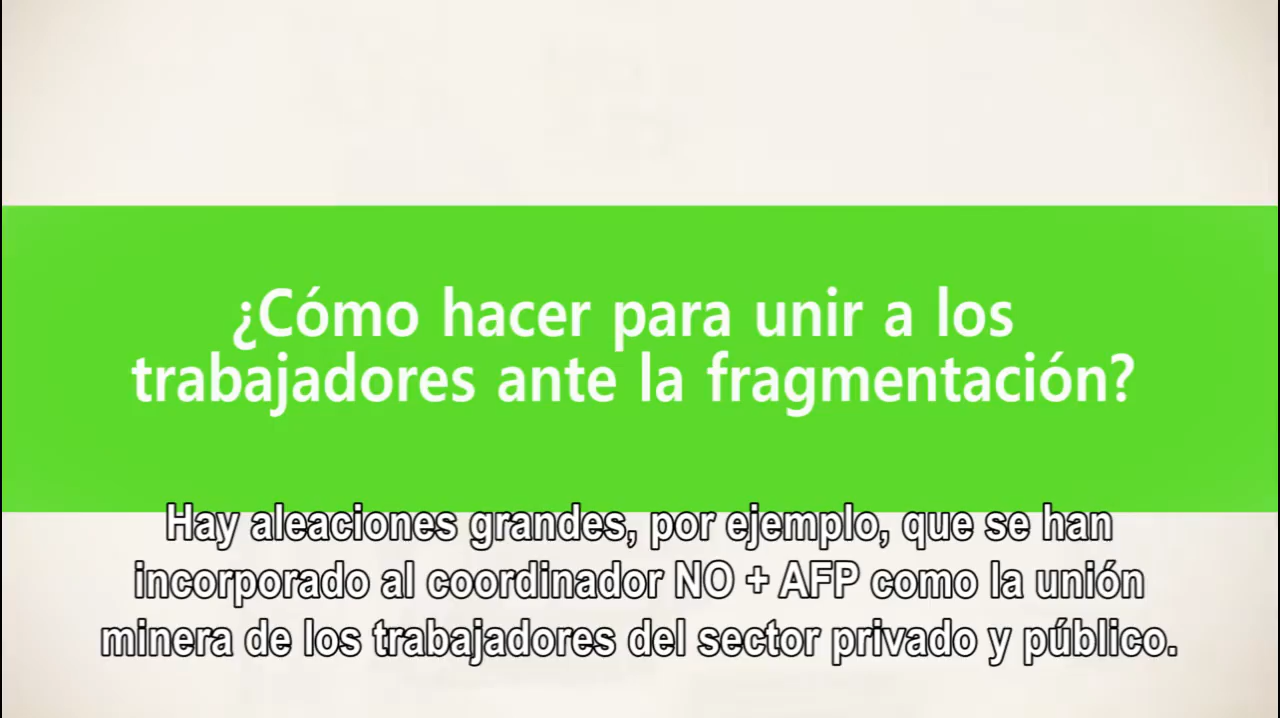 ¿Cómo hacer para unir a los
trabajadores ante la fragmentación?
Hay aleaciones grandes, por ejemplo, que se han
incorporado al coordinador NO + AFP como la unión
minera de los trabajadores del sector privado y público.